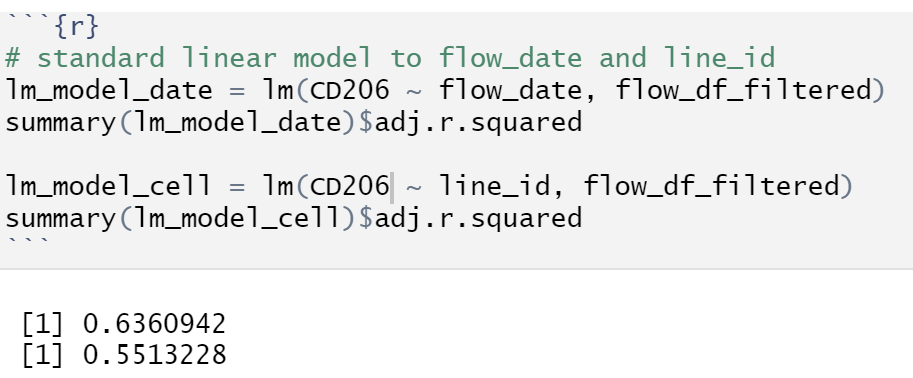 ```{r}
# standard linear model to flow_date and line_id
lm_model_date = lm(CD206 ~ flow_date, flow_df_filtered)
summary(lm_model_date)$adj.r.squared
lm_model_cell = lm(CD206 ~ line_id, flow_df_filtered)
summary(lm_model_cell)$adj.r.squared
```
[1] 0.6360942
[1] 0.5513228